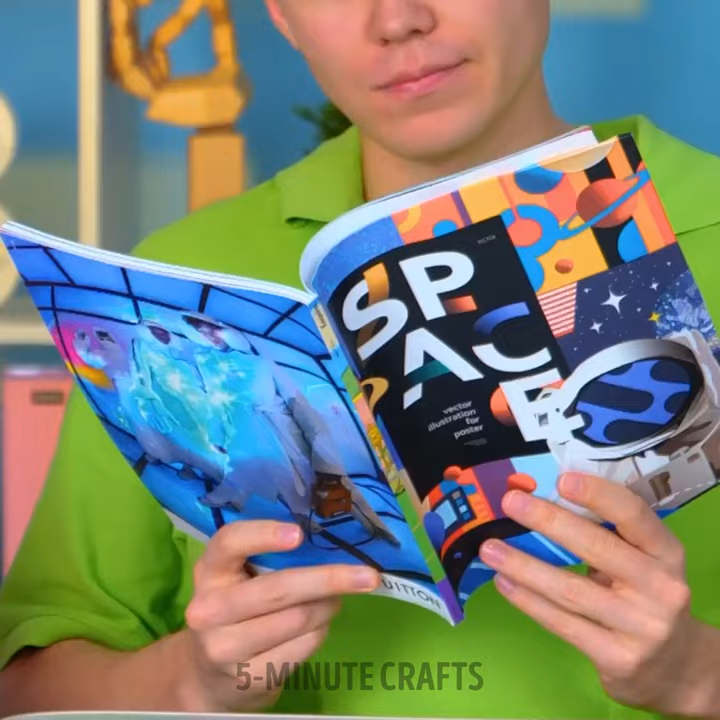 SPACE
vector
illustration
for
poster
UITTON
5-MINUTE CRAFTS